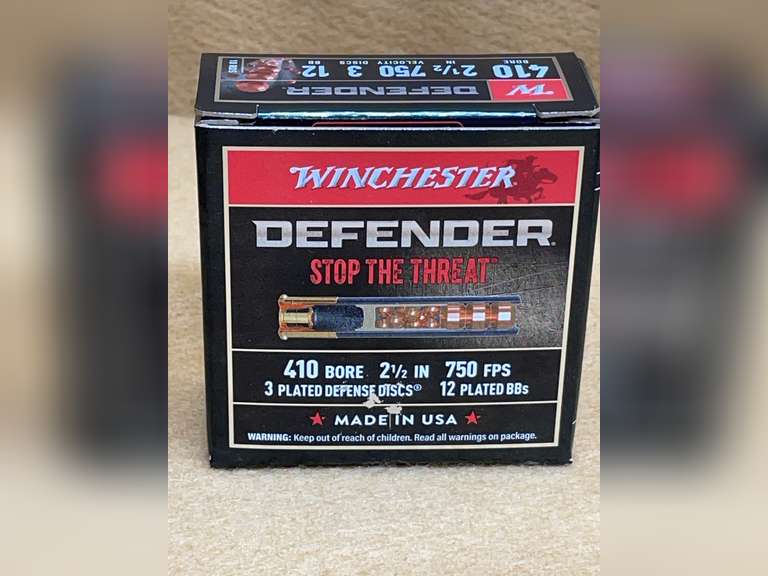 410 BORE 2½ IN 750 VELOCITY 3 DISCS 12 BB
W DEFENDER
WINCHESTER
DEFENDER.
STOP THE THREAT™
410 BORE 2½ IN 750 FPS
3 PLATED DEFENSE DISCS® 12 PLATED BBs
MADE IN USA
WARNING: Keep out of reach of children. Read all warnings on package.